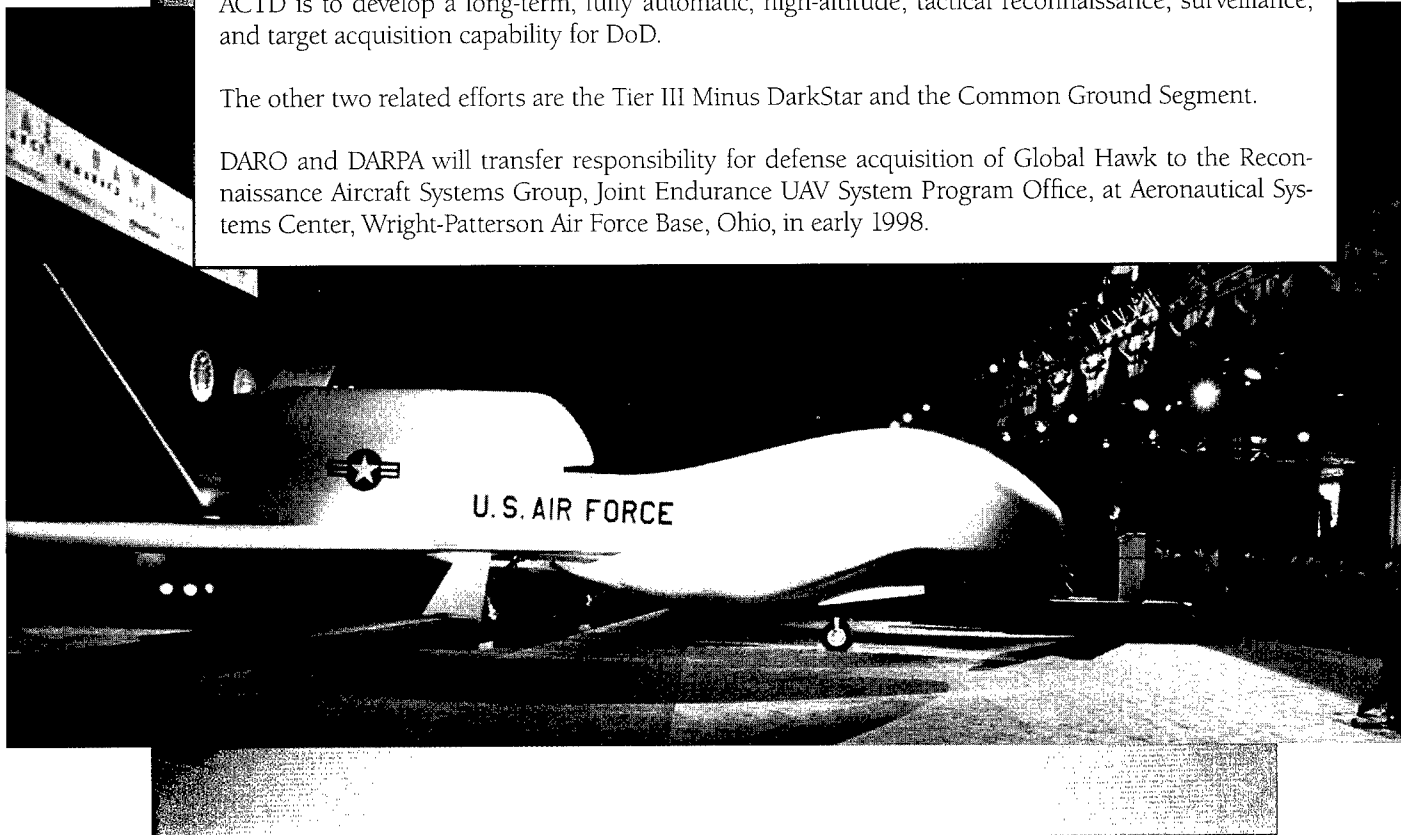 ACTD is to develop a long-term, fully automatic, high-altitude, tactical reconnaissance, surveillance,
and target acquisition capability for DoD.
The other two related efforts are the Tier III Minus DarkStar and the Common Ground Segment.
DARO and DARPA will transfer responsibility for defense acquisition of Global Hawk to the Recon-
naissance Aircraft Systems Group, Joint Endurance UAV System Program Office, at Aeronautical Sys-
tems Center, Wright-Patterson Air Force Base, Ohio, in early 1998.
U.S. AIR FORCE